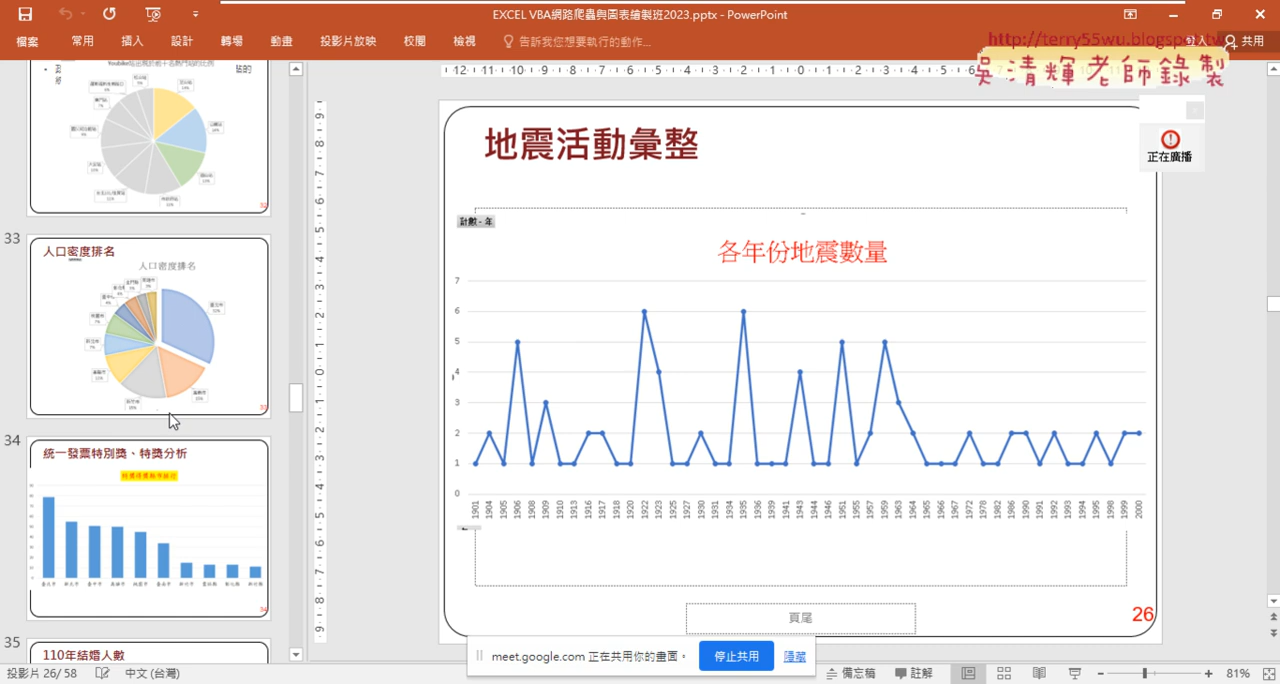 EXCEL VBA網路爬蟲與圖表繪製班2023.pptx - PowerPoint
檔案 常用 插入 設計 轉場 動畫 投影片放映 校閱 檢視 告訴我您想要執行的動作... 登入 共用
http://terry55wu.blogspot.tw
吳清輝老師錄製
正在廣播
33
人口密度排名
人口密度排名
33
34
統一發票特別獎、特獎分析
34
35
110年結婚人數
地震活動彙整
計數 - 年
各年份地震數量
7
6
5
4
3
2
1
0
1901 1904 1905 1906 1908 1909 1910 1913 1916 1917 1918 1920 1922 1923 1925 1927 1930 1931 1934 1935 1936 1939 1941 1943 1944 1946 1951 1955 1957 1959 1963 1964 1965 1966 1967 1972 1978 1982 1986 1990 1991 1992 1993 1994 1995 1998 1999 2000
頁尾
26
meet.google.com 正在共用你的畫面。 停止共用 隱藏
投影片 26/ 58 中文 (台灣) 備忘稿 註解 81%